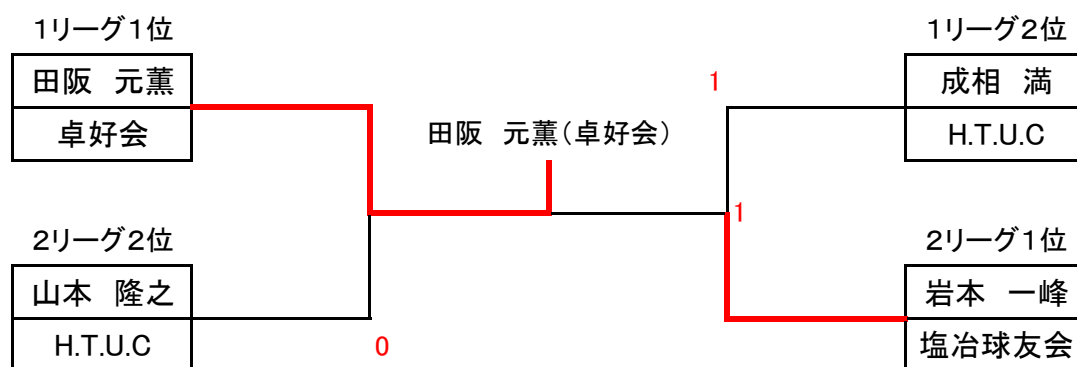 1リーグ1位
田阪 元薫
卓好会
2リーグ2位
山本 隆之
H.T.U.C
0
田阪 元薫(卓好会)
1
1
1リーグ2位
成相 満
H.T.U.C
2リーグ1位
岩本 一峰
塩冶球友会